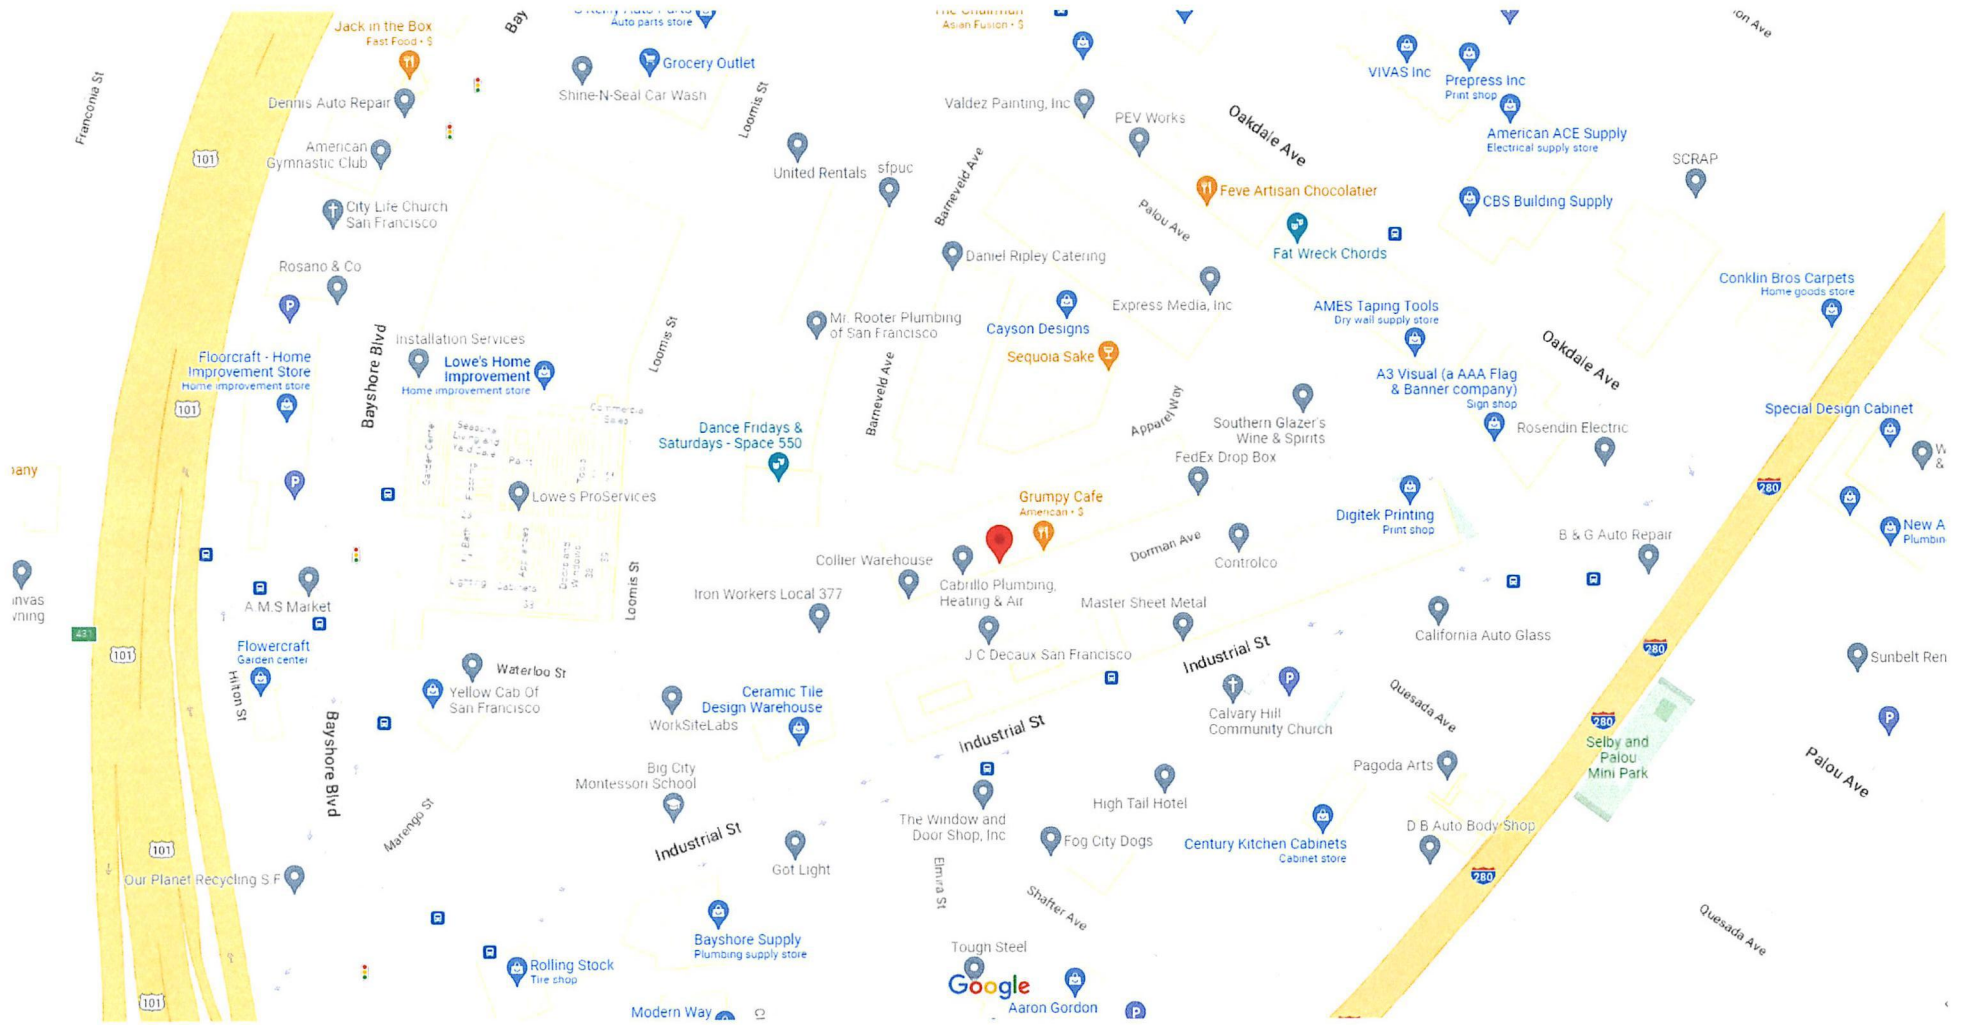 Jack in the Box
Fast Food · $
Bay
Auto parts store
Asian Fusion · $
Franconia St
Dennis Auto Repair
Shine-N-Seal Car Wash
Grocery Outlet
Loomis St
Valdez Painting, Inc
PEV Works
Oakdale Ave
VIVAS Inc
Prepress Inc
Print shop
American ACE Supply
Electrical supply store
SCRAP
101
American
Gymnastic Club
United Rentals
sfpuc
Barneveld Ave
Feve Artisan Chocolatier
Palou Ave
CBS Building Supply
City Life Church
San Francisco
Fat Wreck Chords
Daniel Ripley Catering
Express Media, Inc
Rosano & Co
P
Conklin Bros Carpets
Home goods store
AMES Taping Tools
Dry wall supply store
Mr. Rooter Plumbing
of San Francisco
Cayson Designs
Sequoia Sake
Oakdale Ave
Installation Services
Lowe's Home
Improvement
Home improvement store
Loomis St
Floorcraft - Home
Improvement Store
Home improvement store
Bayshore Blvd
Barneveld Ave
101
A3 Visual (a AAA Flag
& Banner company)
Sign shop
Special Design Cabinet
Apparel Way
Southern Glazer's
Wine & Spirits
Rosendin Electric
Dance Fridays &
Saturdays - Space 550
Garden Center
Paint
FedEx Drop Box
W
&
280
P
Lowe's ProServices
Grumpy Cafe
American · $
Digitek Printing
Print shop
New A
Plumbin
Dorman Ave
Controlco
B & G Auto Repair
Collier Warehouse
Cabrillo Plumbing,
Heating & Air
Loomis St
Iron Workers Local 377
Master Sheet Metal
California Auto Glass
A.M.S Market
Lighting
Cabinets
431
101
Flowercraft
Garden center
Hilton St
J C Decaux San Francisco
Industrial St
280
Sunbelt Ren
Waterloo St
Yellow Cab Of
San Francisco
WorkSiteLabs
Ceramic Tile
Design Warehouse
P
Calvary Hill
Community Church
Quesada Ave
280
P
Selby and
Palou
Mini Park
Palou Ave
Bayshore Blvd
Industrial St
Big City
Montessori School
Pagoda Arts
High Tail Hotel
The Window and
Door Shop, Inc
Marengo St
Industrial St
Fog City Dogs
Century Kitchen Cabinets
Cabinet store
D B Auto Body Shop
101
Got Light
Our Planet Recycling S F
Elmira St
280
Shafter Ave
Quesada Ave
Bayshore Supply
Plumbing supply store
Tough Steel
Rolling Stock
Tire shop
Google
Aaron Gordon
101
Modern Way
P